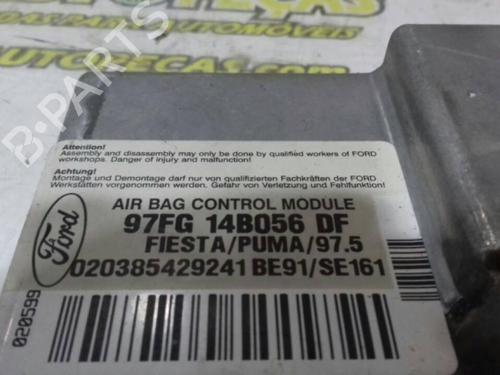 B-PARTS
Attention!
Assembly and disassembly may only be done by qualified workers of FORD
workshops. Danger of injury and malfunction!
Achtung!
Montage und Demontage darf nur von qualifizierten Fachkräften der FORD
Werkstätten vorgenommen werden. Gefahr von Verletzung und Fehlfunktion!
Ford
AIR BAG CONTROL MODULE
97FG 14B056 DF
FIESTA/PUMA/97.5
020385429241 BE91/SE161
020599